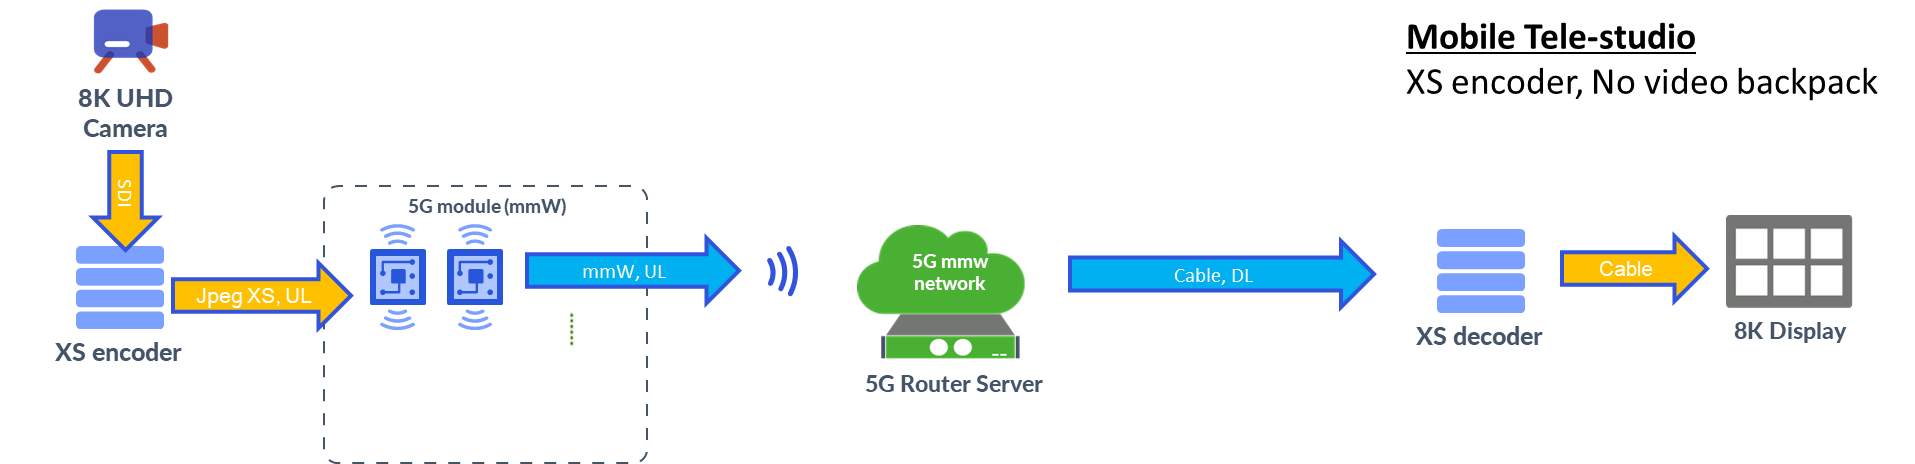 Mobile Tele-studio
XS encoder, No video backpack
8K UHD
Camera
SDI
XS encoder
Jpeg XS, UL
5G module (mmW)
mmW, UL
5G mmw
network
5G Router Server
Cable, DL
XS decoder
Cable
8K Display